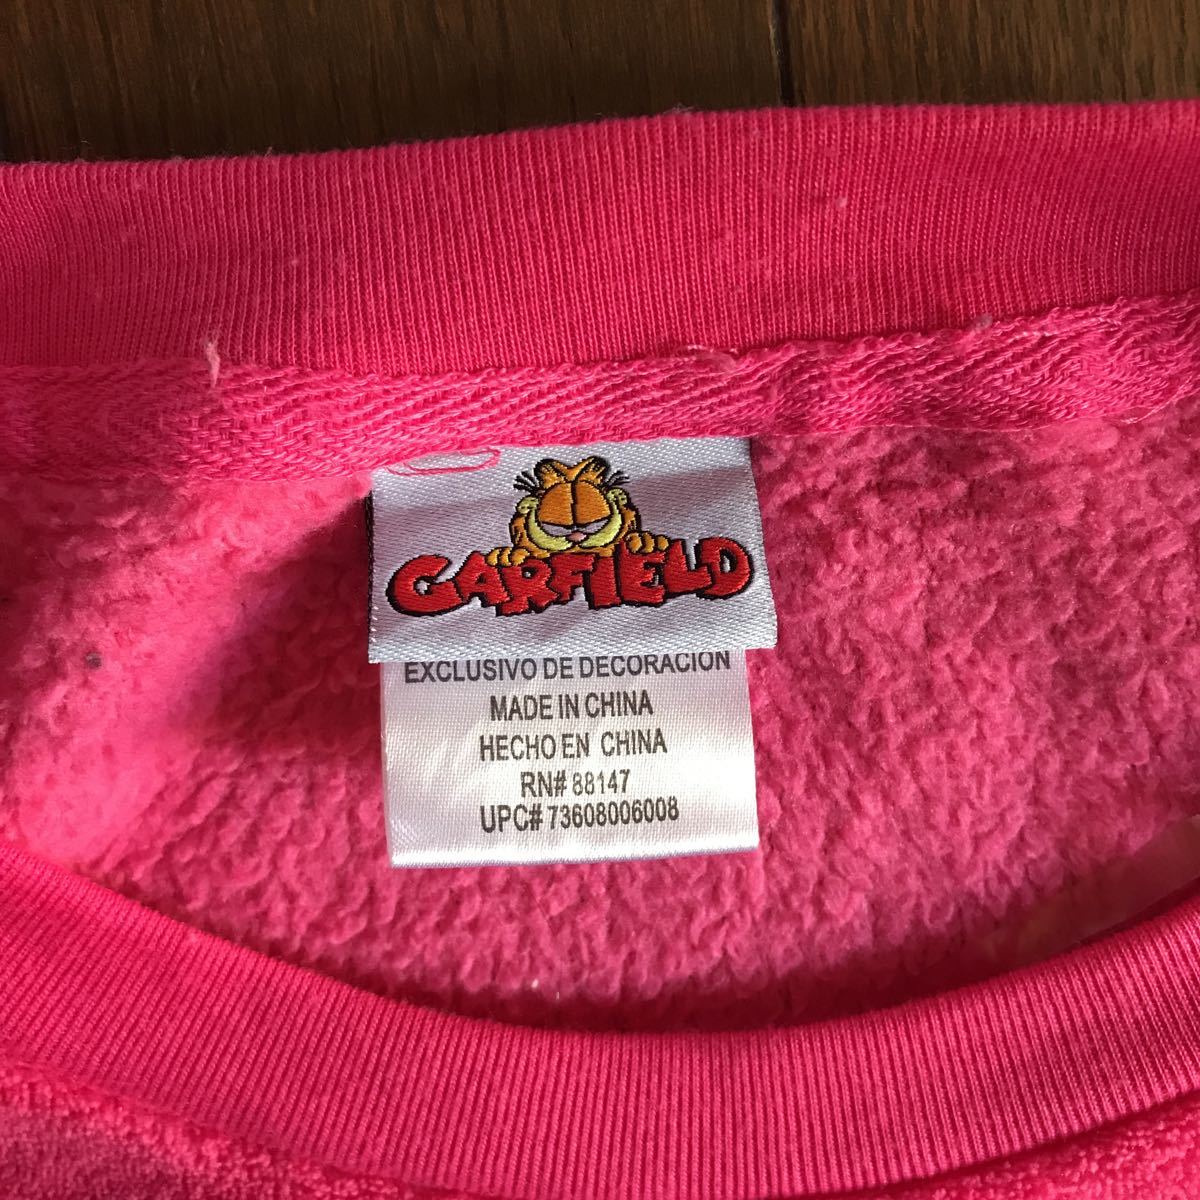 GARFIELD
EXCLUSIVO DE DECORACION
MADE IN CHINA
HECHO EN CHINA
RN# 88147
UPC# 73608006008